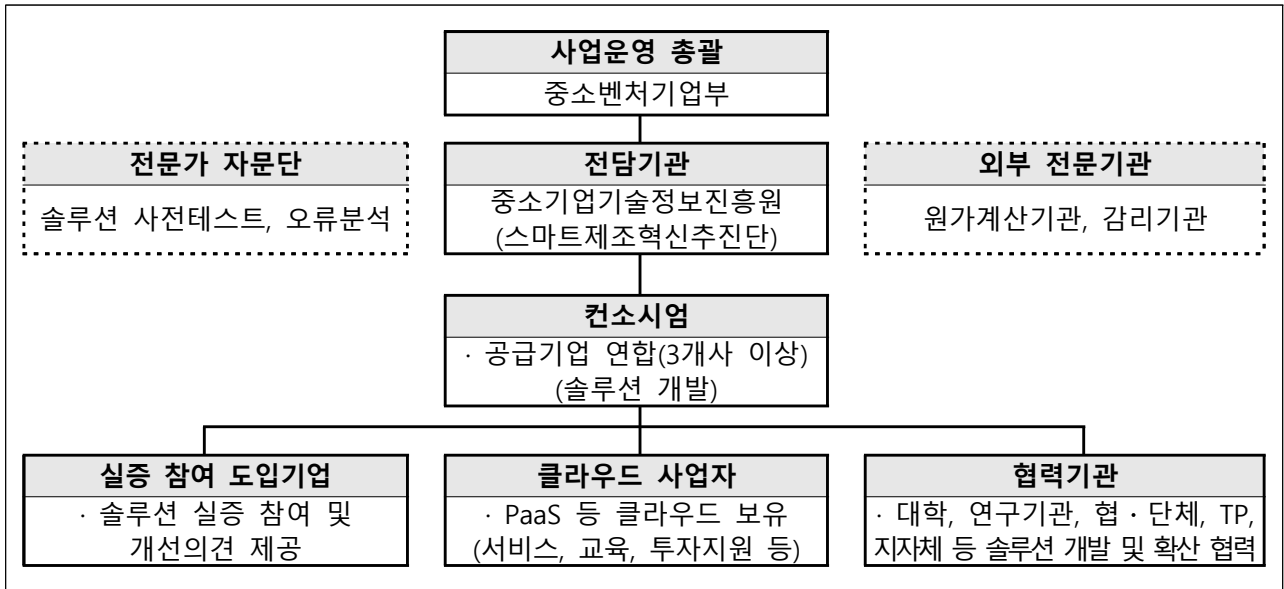 사업운영 총괄
중소벤처기업부
전문가 자문단
솔루션 사전테스트, 오류분석
전담기관
중소기업기술정보진흥원
(스마트제조혁신추진단)
외부 전문기관
원가계산기관, 감리기관
컨소시엄
· 공급기업 연합(3개사 이상)
(솔루션 개발)
실증 참여 도입기업
· 솔루션 실증 참여 및
개선의견 제공
클라우드 사업자
· PaaS 등 클라우드 보유
(서비스, 교육, 투자지원 등)
협력기관
· 대학, 연구기관, 협・단체, TP,
지자체 등 솔루션 개발 및 확산 협력